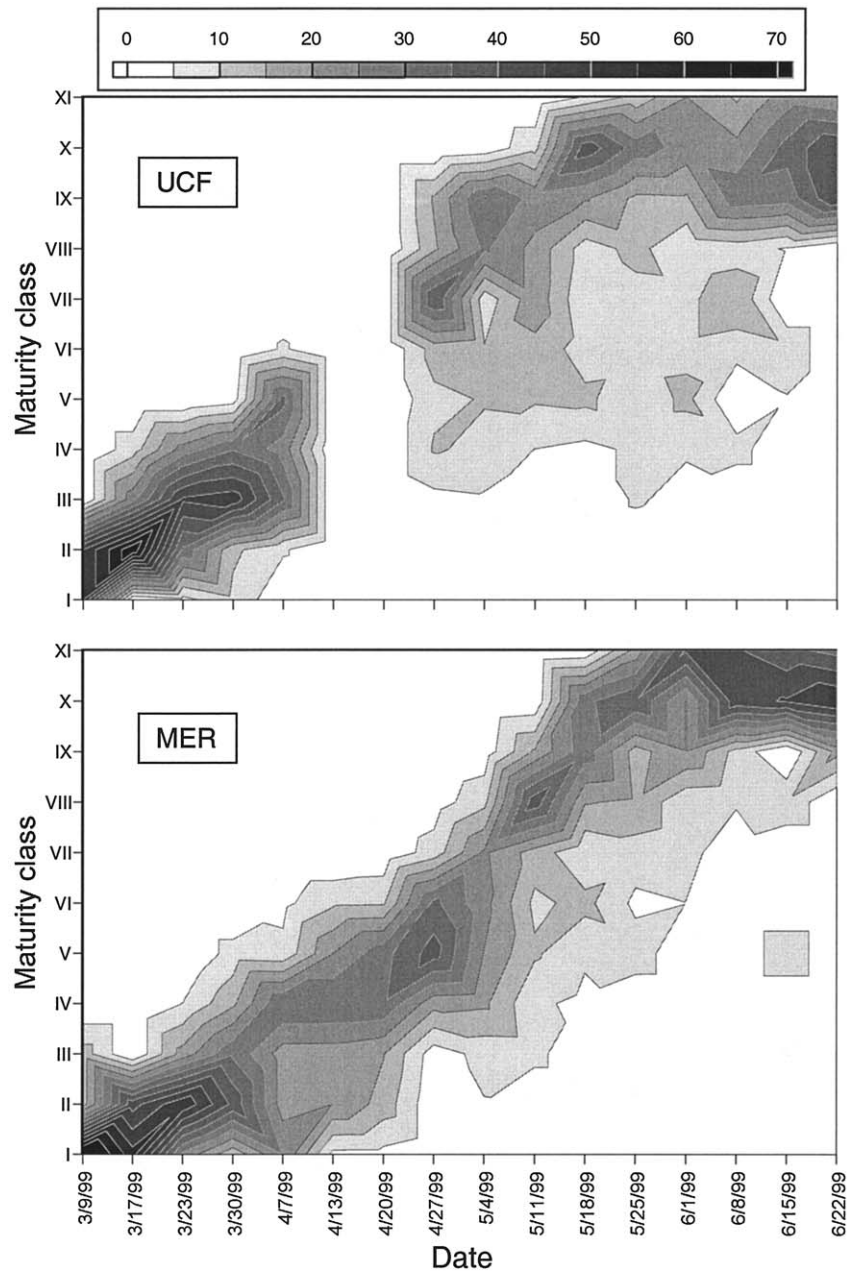 0 10 20 30 40 50 60 70
XI
X
IX
VIII
VII
VI
V
IV
III
II
I
Maturity class
UCF
XI
X
IX
VIII
VII
VI
V
IV
III
II
I
Maturity class
MER
3/9/99 3/17/99 3/23/99 3/30/99 4/7/99 4/13/99 4/20/99 4/27/99 5/4/99 5/11/99 5/18/99 5/25/99 6/1/99 6/8/99 6/15/99 6/22/99
Date